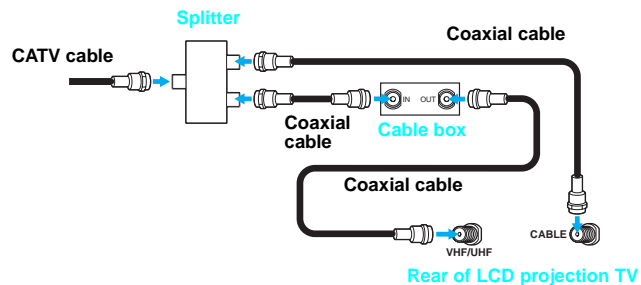 Splitter
CATV cable
Coaxial cable
IN
OUT
Coaxial
cable
Cable box
Coaxial cable
CABLE
VHF/UHF
Rear of LCD projection TV